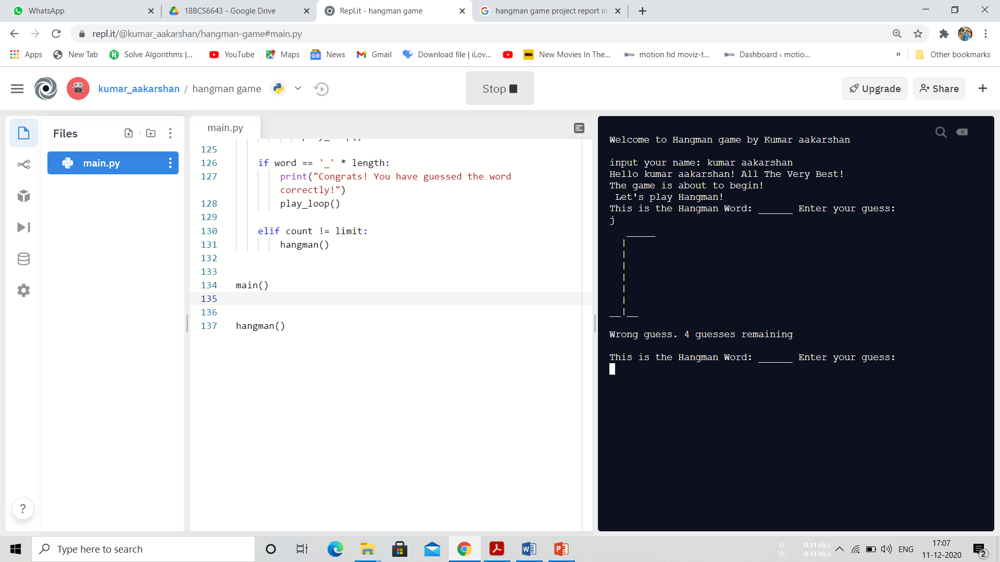 WhatsApp
18BCS6643 - Google Drive
Repl.it - hangman game
hangman game project report in
repl.it/@kumar_aakarshan/hangman-game#main.py
Apps
New Tab
Solve Algorithms |...
YouTube
Maps
News
Gmail
Download file | iLov...
New Movies In The...
motion hd moviz-t...
Dashboard ‹ motio...
»
Other bookmarks
kumar_aakarshan / hangman game
Stop
Upgrade
Share
Files
main.py
main.py
125
126 if word == '_' * length:
127 print("Congrats! You have guessed the word
correctly!")
128 play_loop()
129
130 elif count != limit:
131 hangman()
132
133
134 main()
135
136
137 hangman()
Welcome to Hangman game by Kumar aakarshan
input your name: kumar aakarshan
Hello kumar aakarshan! All The Very Best!
The game is about to begin!
Let's play Hangman!
This is the Hangman Word: ______ Enter your guess:
j
_____
|
|
|
|
|
|
__|__
Wrong guess. 4 guesses remaining
This is the Hangman Word: ______ Enter your guess:
?
Type here to search
U: 0.11 kB/s
D: 0.13 kB/s
ENG
17:07
11-12-2020
2